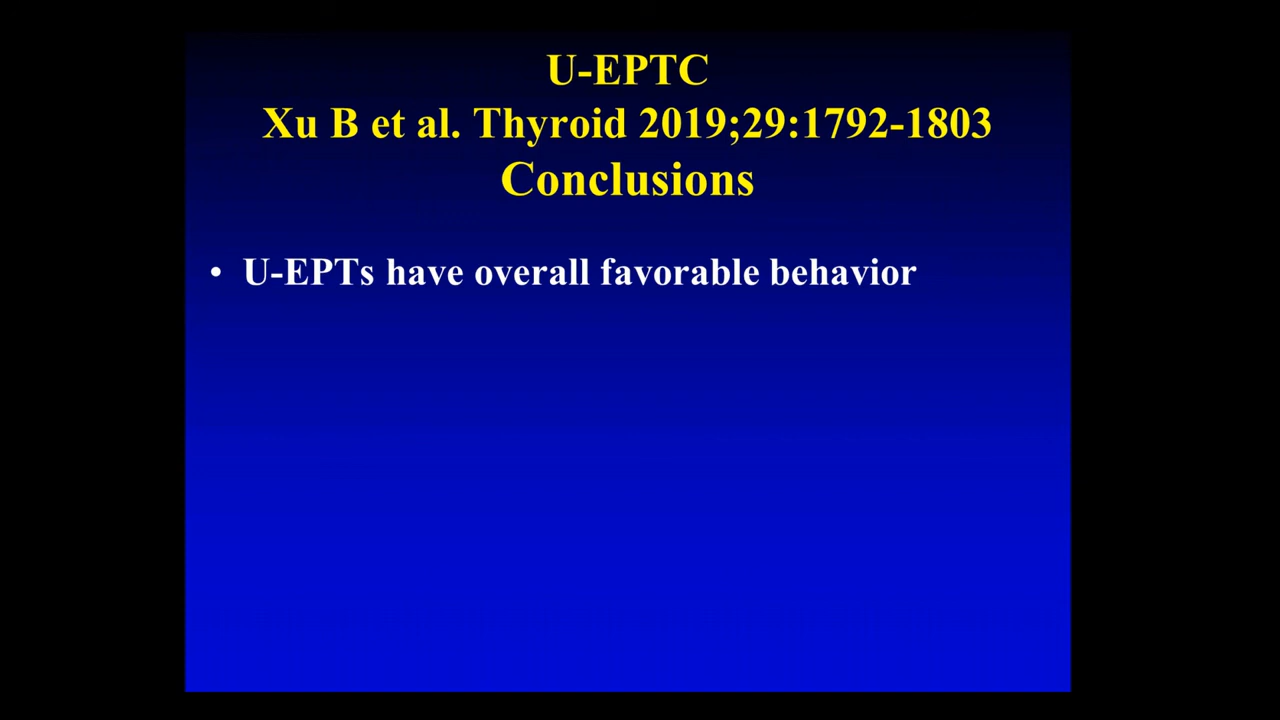 U-EPTC
Xu B et al. Thyroid 2019;29:1792-1803
Conclusions
• U-EPTs have overall favorable behavior